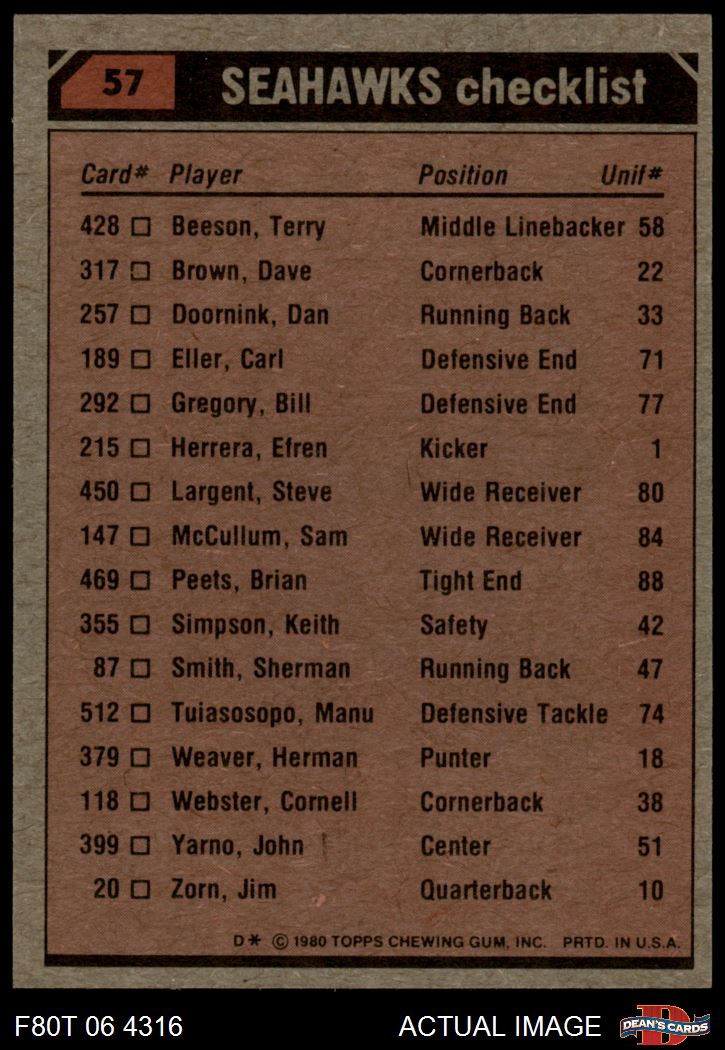 57 SEAHAWKS checklist
Card# Player Position Unif#
428 □ Beeson, Terry Middle Linebacker 58
317 □ Brown, Dave Cornerback 22
257 □ Doornink, Dan Running Back 33
189 □ Eller, Carl Defensive End 71
292 □ Gregory, Bill Defensive End 77
215 □ Herrera, Efren Kicker 1
450 □ Largent, Steve Wide Receiver 80
147 □ McCullum, Sam Wide Receiver 84
469 □ Peets, Brian Tight End 88
355 □ Simpson, Keith Safety 42
87 □ Smith, Sherman Running Back 47
512 □ Tuiasosopo, Manu Defensive Tackle 74
379 □ Weaver, Herman Punter 18
118 □ Webster, Cornell Cornerback 38
399 □ Yarno, John Center 51
20 □ Zorn, Jim Quarterback 10
D* © 1980 TOPPS CHEWING GUM, INC. PRTD. IN U.S.A.
F80T 06 4316 ACTUAL IMAGE D DEAN'S CARDS